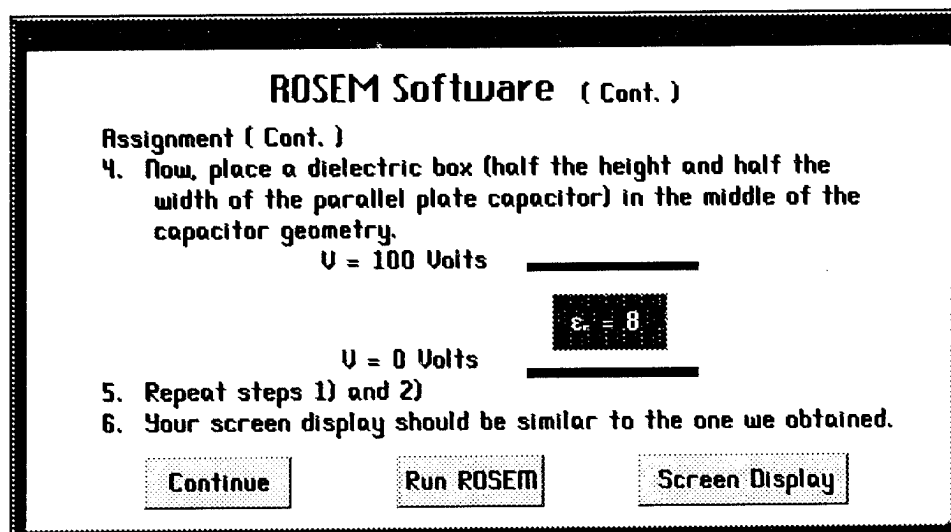 ROSEM Software ( Cont. )
Assignment ( Cont. )
4. Now, place a dielectric box (half the height and half the
width of the parallel plate capacitor) in the middle of the
capacitor geometry.
V = 100 Volts
εᵣ = 8
V = 0 Volts
5. Repeat steps 1) and 2)
6. Your screen display should be similar to the one we obtained.
Continue
Run ROSEM
Screen Display